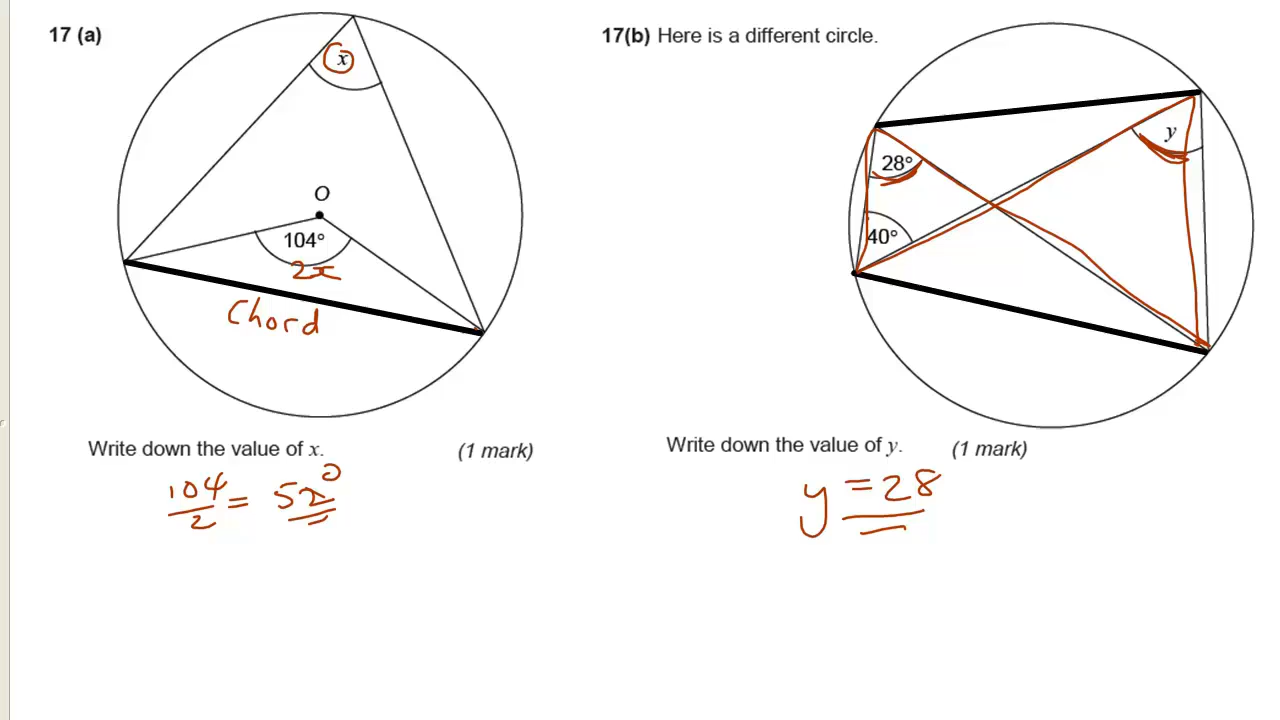 17 (a)
x
O
104°
2x
Chord
Write down the value of x.
(1 mark)
104/2 = 52°
17(b) Here is a different circle.
28°
y
40°
Write down the value of y.
(1 mark)
y = 28